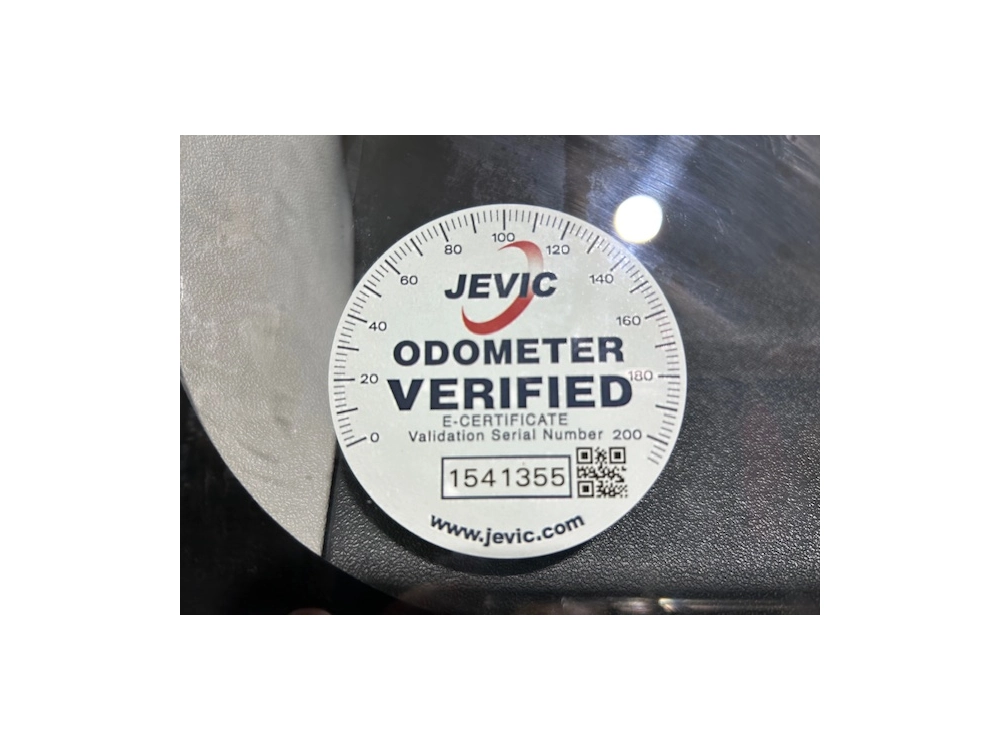 0 20 40 60 80 100 120 140 160 180 200
JEVIC
ODOMETER
VERIFIED
E-CERTIFICATE
Validation Serial Number
1541355
www.jevic.com